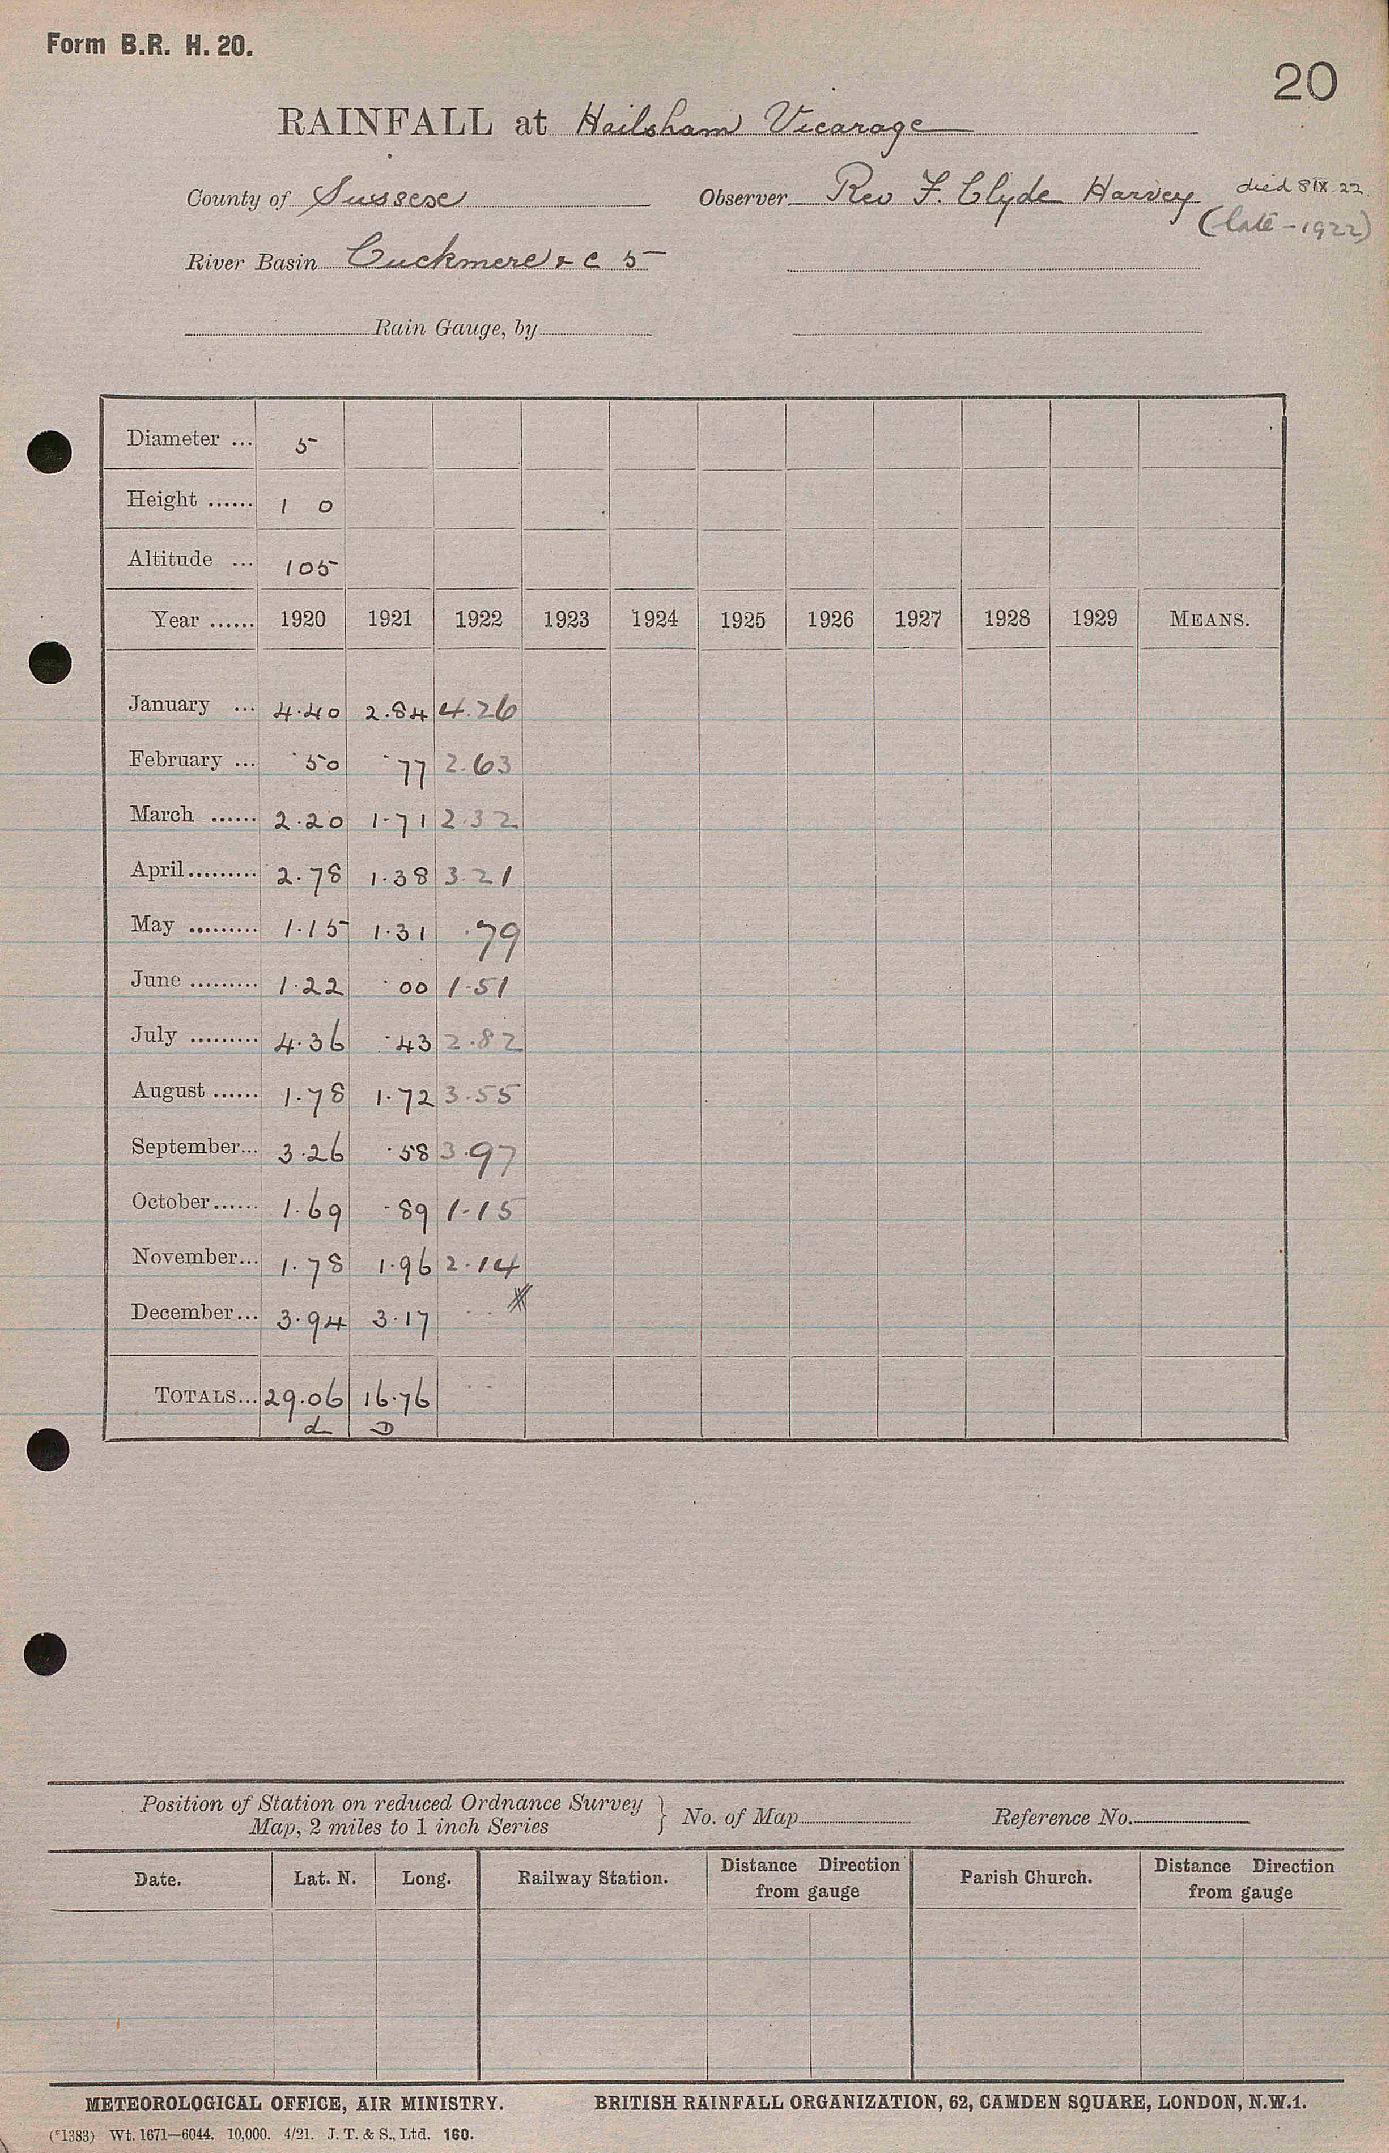 Form B.R. H. 20.
20
RAINFALL at Hailsham Vicarage
County of Sussex Observer Rev F. Clyde Harvey died 8 IX 22
(late - 1922)
River Basin Cuckmere & C 5
Rain Gauge, by
Diameter ... 5
Height ...... 1 0
Altitude ... 105
Year ...... 1920 1921 1922 1923 1924 1925 1926 1927 1928 1929 MEANS.
January ... 4.40 2.84 4.26
February ... .50 .77 2.63
March ...... 2.20 1.71 2.32
April ......... 2.78 1.38 3.21
May ......... 1.15 1.31 .79
June ......... 1.22 .00 1.51
July ......... 4.36 .43 2.82
August ...... 1.78 1.72 3.55
September... 3.26 .58 3.97
October ...... 1.69 .89 1.15
November... 1.78 1.96 2.14
December... 3.94 3.17
TOTALS... 29.06 16.76
d D
Position of Station on reduced Ordnance Survey
Map, 2 miles to 1 inch Series } No. of Map Reference No.
Date. Lat. N. Long. Railway Station. Distance Direction from gauge Parish Church. Distance Direction from gauge
METEOROLOGICAL OFFICE, AIR MINISTRY. BRITISH RAINFALL ORGANIZATION, 62, CAMDEN SQUARE, LONDON, N.W.1.
(*1383) Wt. 1671—6044. 10,000. 4/21. J. T. & S., Ltd. 160.